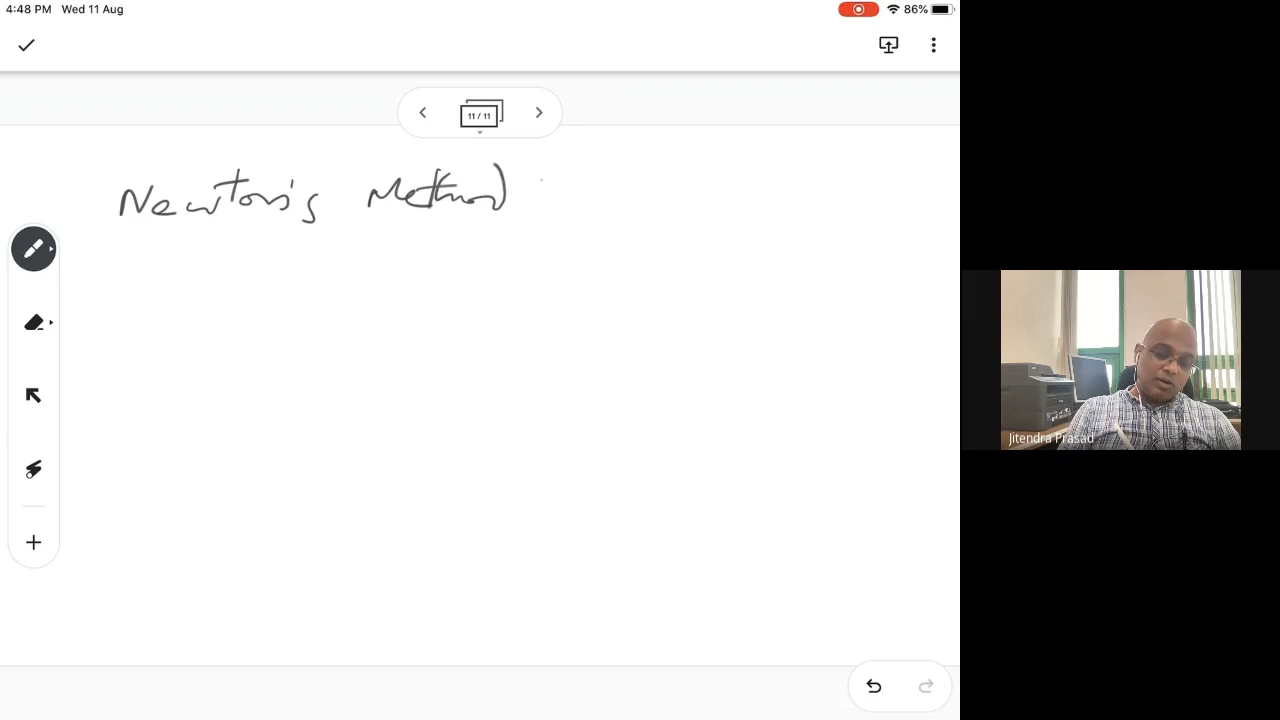 4:48 PM Wed 11 Aug
86%
11 / 11
Newton's Method
Jitendra Prasad